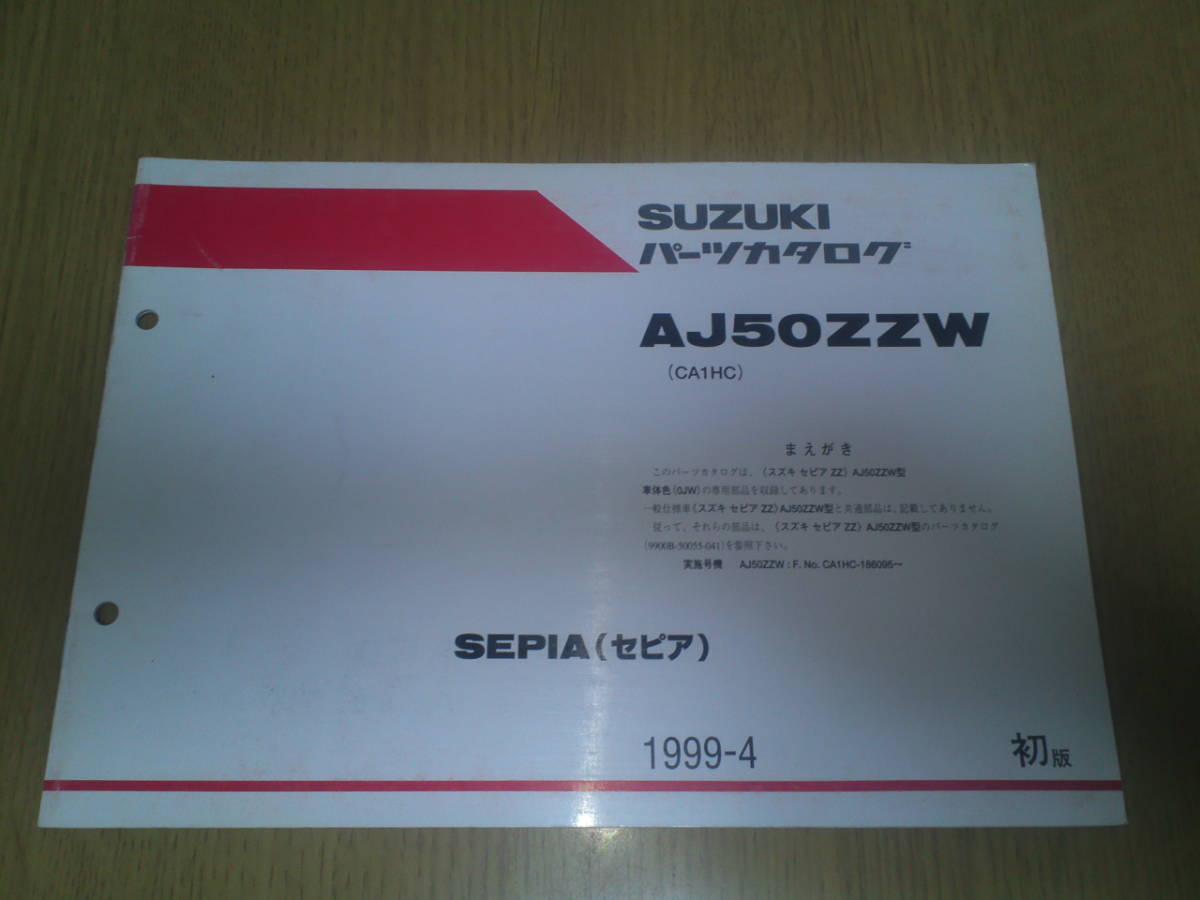 SUZUKI
パーツカタログ
AJ50ZZW
(CA1HC)
まえがき
このパーツカタログは、(スズキ セピア ZZ) AJ50ZZW型
車体色(0JW)の専用部品を収録してあります。
一般仕様車(スズキ セピア ZZ)AJ50ZZW型と共通部品は、記載してありません。
従って、それらの部品は、(スズキ セピア ZZ) AJ50ZZW型のパーツカタログ
(9900B-50055-041)を参照下さい。
実施号機 AJ50ZZW : F. No. CA1HC-186095～
SEPIA(セピア)
1999-4 初版